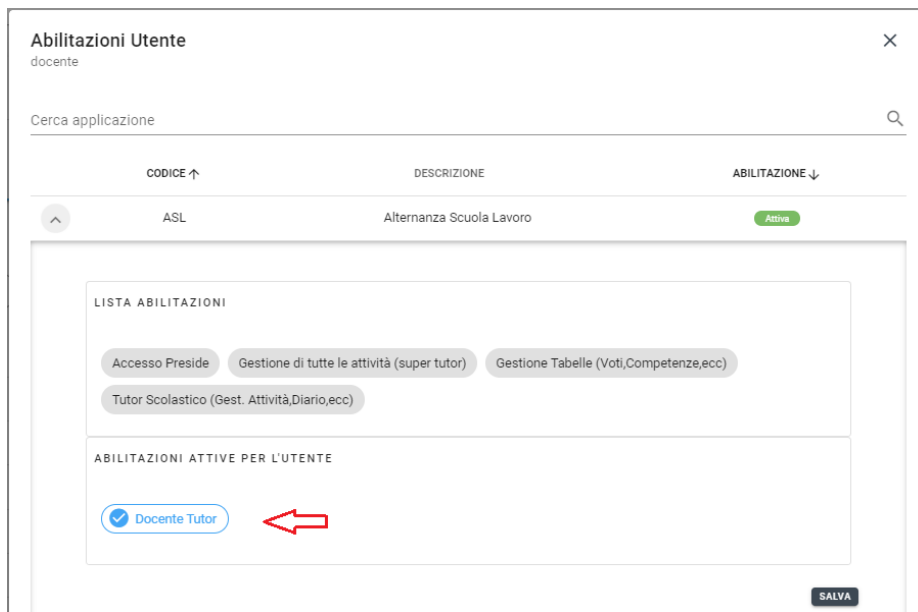 Abilitazioni Utente
docente
Cerca applicazione
CODICE DESCRIZIONE ABILITAZIONE
ASL Alternanza Scuola Lavoro Attiva
LISTA ABILITAZIONI
Accesso Preside Gestione di tutte le attività (super tutor) Gestione Tabelle (Voti,Competenze,ecc)
Tutor Scolastico (Gest. Attività,Diario,ecc)
ABILITAZIONI ATTIVE PER L'UTENTE
Docente Tutor
SALVA